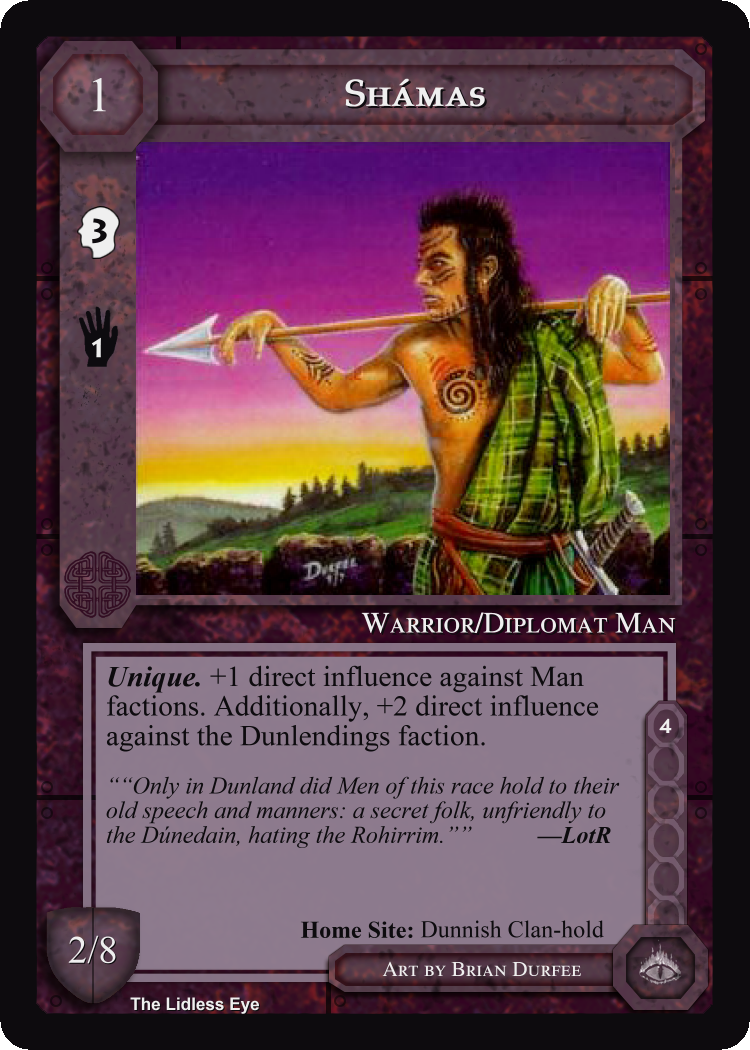 1
SHÁMAS
3
1
Durfee
WARRIOR/DIPLOMAT MAN
Unique. +1 direct influence against Man
factions. Additionally, +2 direct influence
against the Dunlendings faction.
4
““Only in Dunland did Men of this race hold to their
old speech and manners: a secret folk, unfriendly to
the Dúnedain, hating the Rohirrim.”” —LotR
Home Site: Dunnish Clan-hold
2/8
ART BY BRIAN DURFEE
The Lidless Eye